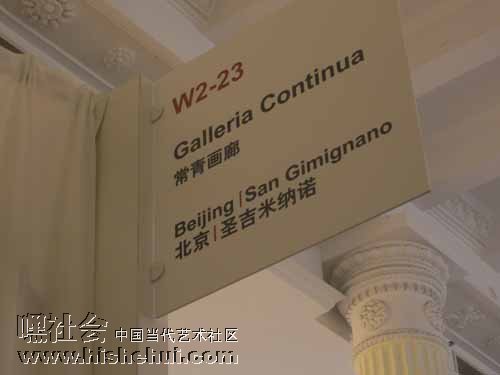 W2-23
Galleria Continua
常青画廊
Beijing | San Gimignano
北京 | 圣吉米纳诺
嘿社会 中国当代艺术社区
www.hishehui.com